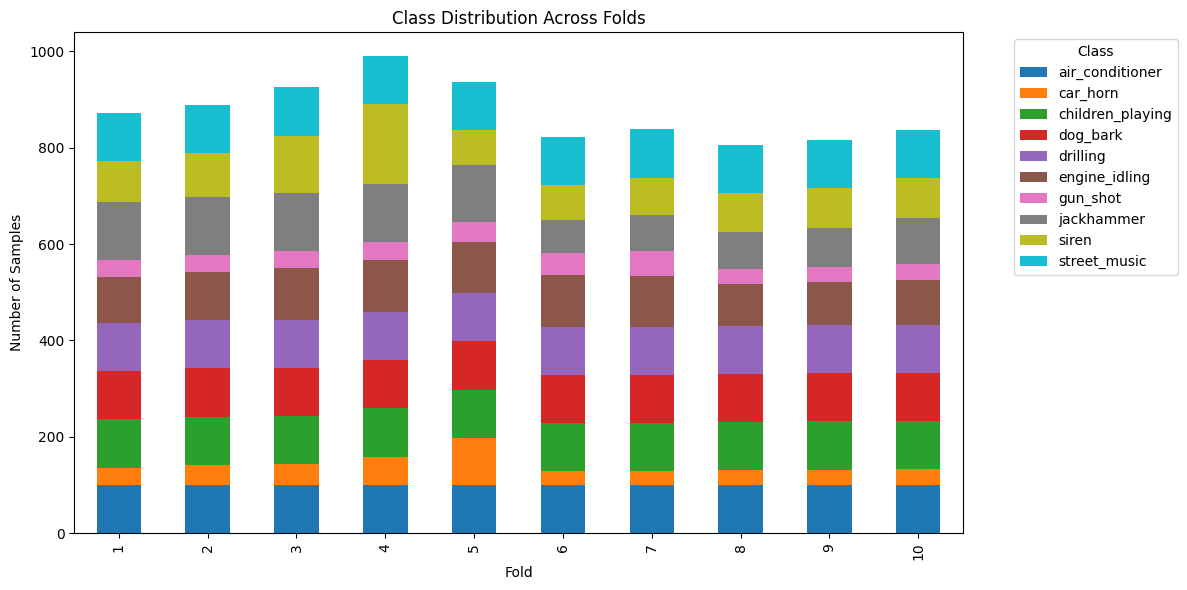 Class Distribution Across Folds
Number of Samples
1000
800
600
400
200
0
1 2 3 4 5 6 7 8 9 10
Fold
Class
air_conditioner
car_horn
children_playing
dog_bark
drilling
engine_idling
gun_shot
jackhammer
siren
street_music